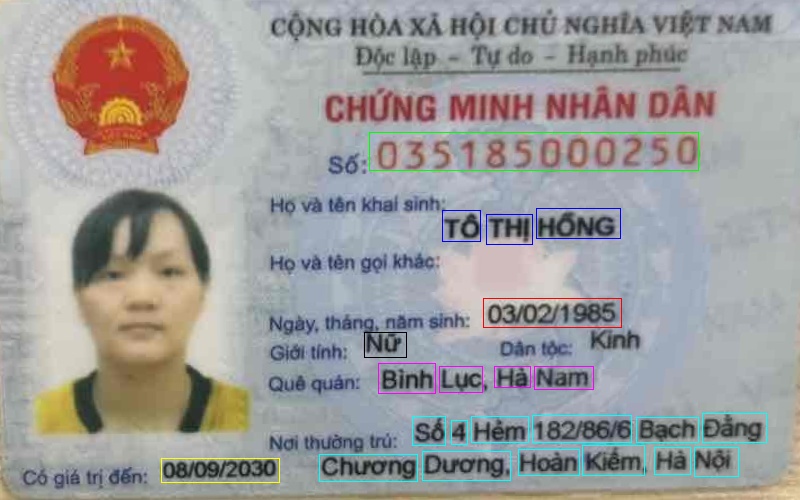 CỘNG HÒA XÃ HỘI CHỦ NGHĨA VIỆT NAM
Độc lập - Tự do - Hạnh phúc
CHỨNG MINH NHÂN DÂN
Số: 035185000250
Họ và tên khai sinh:
TÔ THỊ HỒNG
Họ và tên gọi khác:
Ngày, tháng, năm sinh: 03/02/1985
Giới tính: Nữ Dân tộc: Kinh
Quê quán: Bình Lục, Hà Nam
Nơi thường trú: Số 4 Hẻm 182/86/6 Bạch Đằng
Có giá trị đến: 08/09/2030 Chương Dương, Hoàn Kiếm, Hà Nội